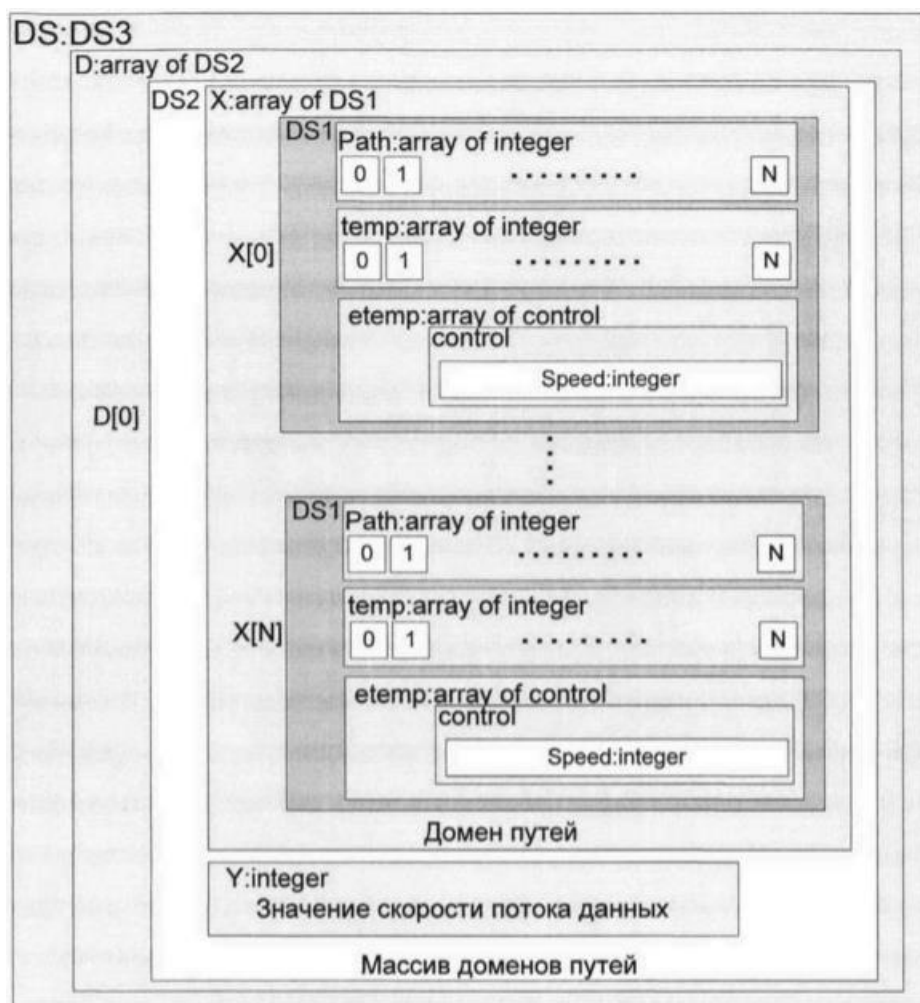 DS:DS3
D:array of DS2
DS2 X:array of DS1
DS1
Path:array of integer
0 1 ......... N
temp:array of integer
X[0]
0 1 ......... N
etemp:array of control
control
Speed:integer
D[0]
DS1
Path:array of integer
0 1 ......... N
temp:array of integer
X[N]
0 1 ......... N
etemp:array of control
control
Speed:integer
Домен путей
Y:integer
Значение скорости потока данных
Массив доменов путей